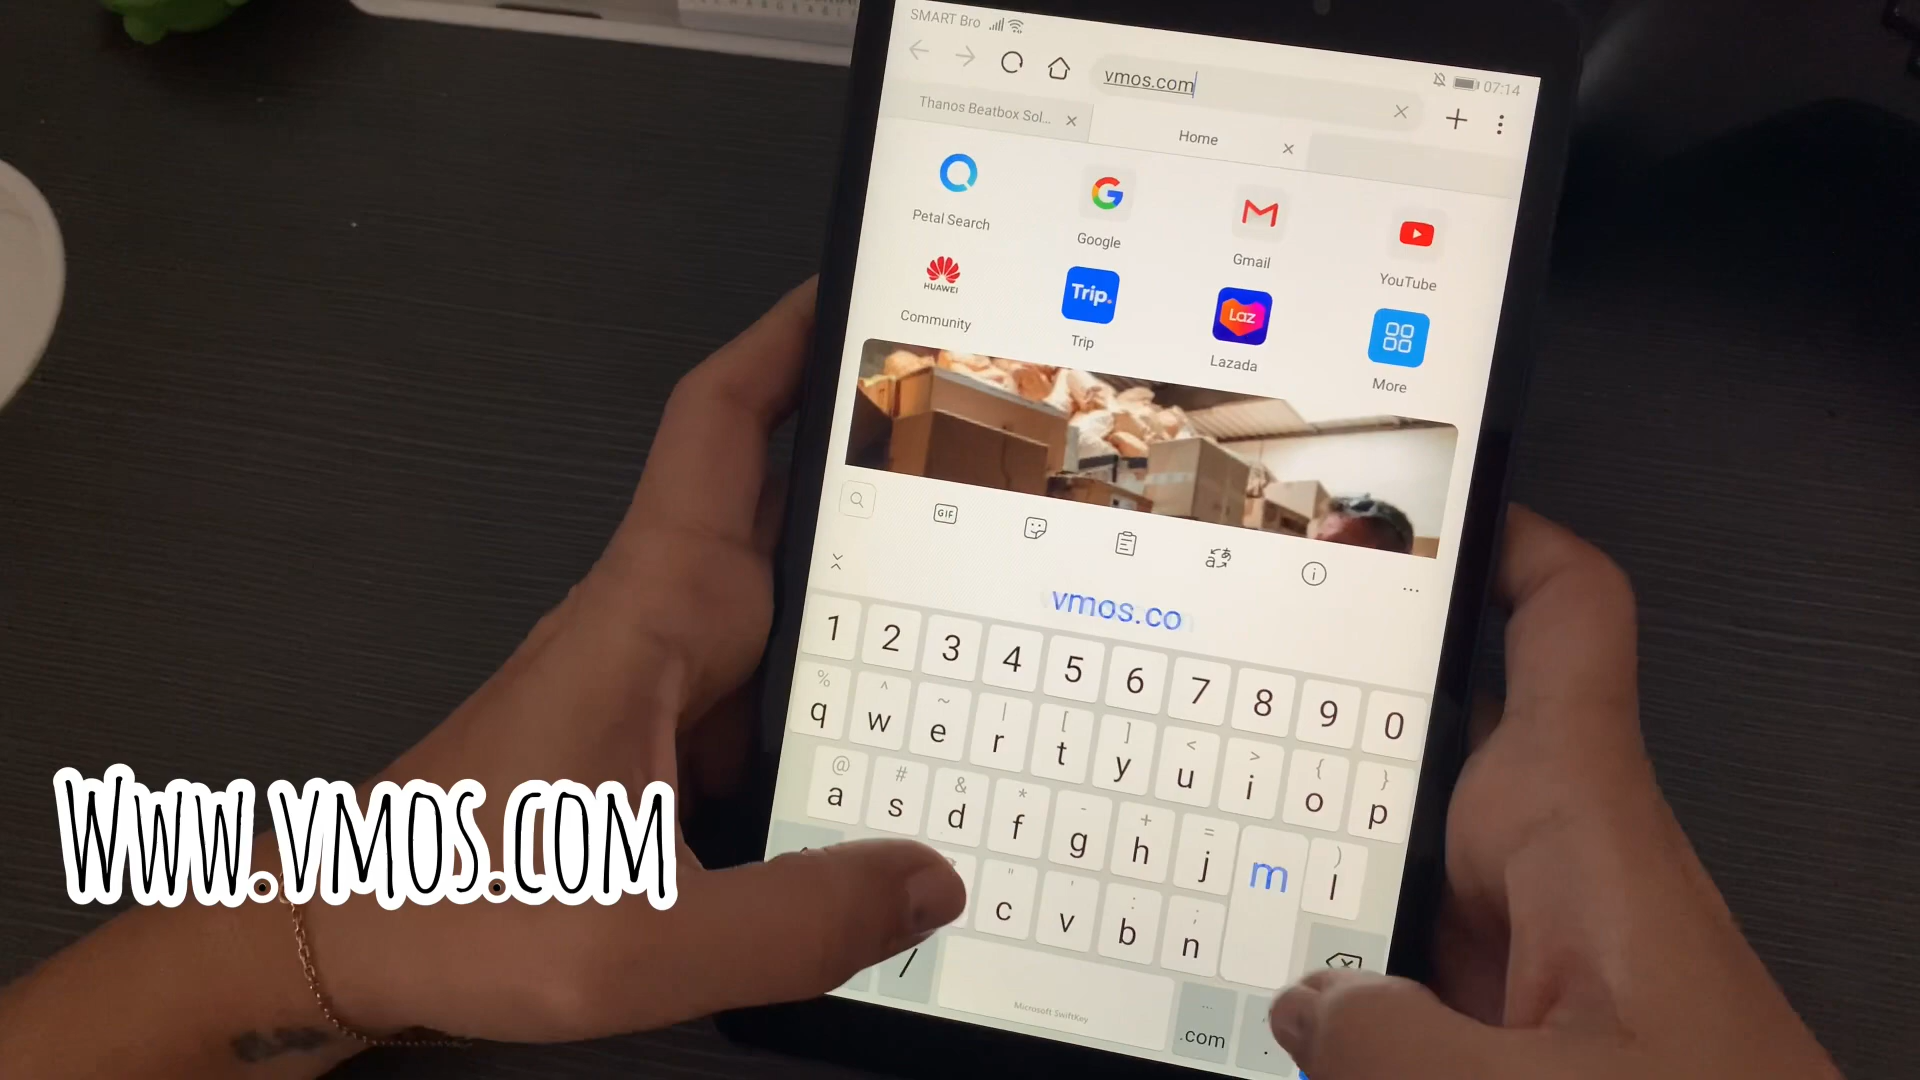 SMART Bro
07:14
vmos.com
Thanos Beatbox Sol...
Home
Petal Search
Google
Gmail
YouTube
HUAWEI
Community
Trip.
Trip
Laz
Lazada
More
GIF
vmos.co
1 2 3 4 5 6 7 8 9 0
% ^ ~ | [ ] < > { }
q w e r t y u i o p
@ # & * - + = )
a s d f g h j m l
" ' : ;
c v b n
/ Microsoft SwiftKey .com .
Www.vmos.com